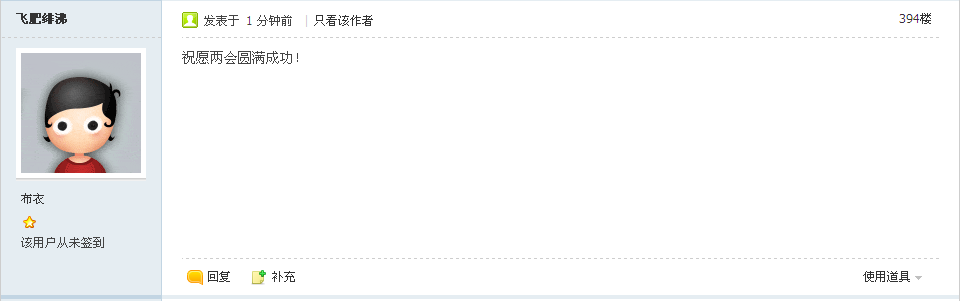 飞肥绯沸
发表于 1 分钟前 | 只看该作者
394楼
祝愿两会圆满成功！
布衣
该用户从未签到
回复 补充
使用道具